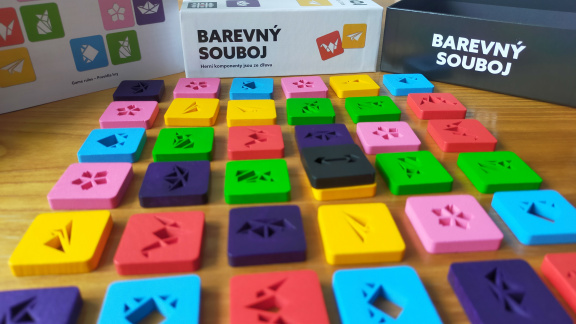 BAREVNÝ
SOUBOJ
Herní komponenty jsou ze dřeva
BAREVNÝ
SOUBOJ